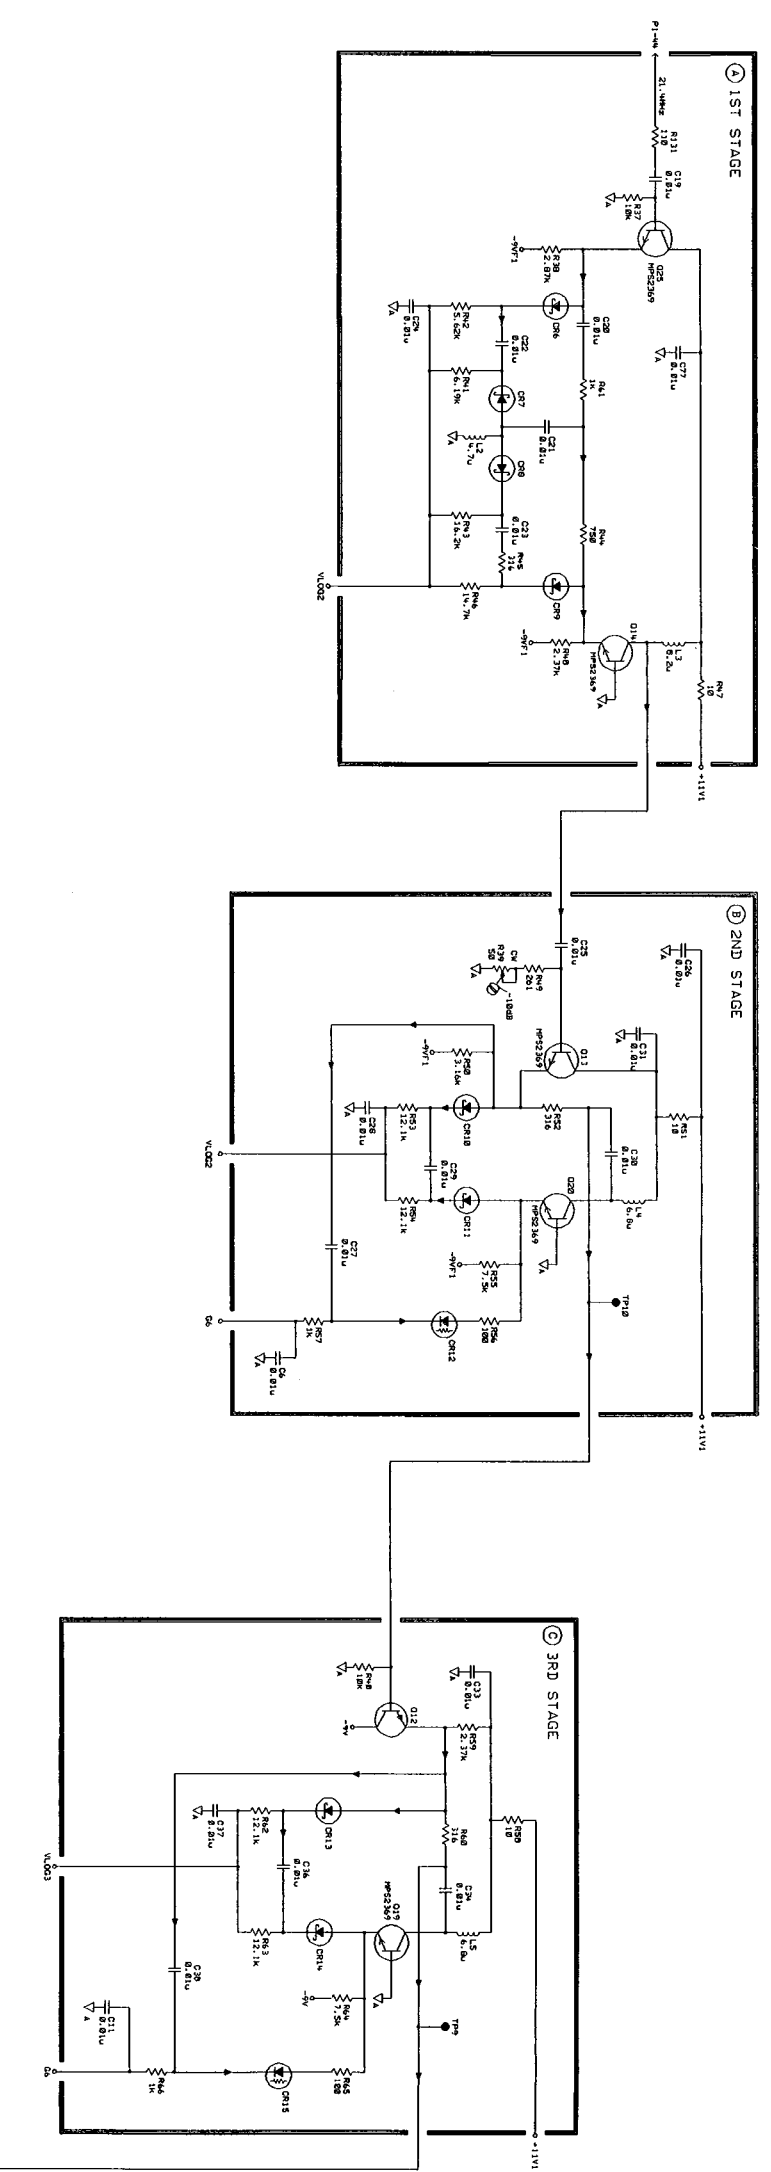 A 1ST STAGE
P1-44
21.4MHz
R131
110
C19
0.01u
R37
10k
Q25
MPS2369
R38
2.87k
-9VF1
C77
0.01u
C20
0.01u
CR6
R61
1k
R42
5.62k
C24
0.01u
C22
0.01u
R41
6.19k
CR7
C21
0.01u
L2
4.7u
CR8
R43
16.2k
C23
0.01u
R45
316
R44
750
R46
14.7k
CR9
VLOG2
Q14
MPS2369
L3
8.2u
R48
2.37k
-9VF1
R47
10
+11V1
A
B 2ND STAGE
C26
0.01u
C25
0.01u
R49
261
CW
R39
50
-10dB
Q13
MPS2369
C31
0.01u
R51
10
R50
3.16k
-9VF1
CR10
R52
316
R53
12.1k
C28
0.01u
C29
0.01u
C30
0.01u
L4
6.8u
Q20
MPS2369
R54
12.1k
CR11
VLOG2
C27
0.01u
R55
7.5k
-9VF1
TP10
R56
100
CR12
R57
1k
G6
C6
0.01u
+11V1
C 3RD STAGE
R40
10k
C33
0.01u
Q12
-9V
R59
2.37k
R58
10
CR13
R60
316
R62
12.1k
C37
0.01u
C36
0.01u
C34
0.01u
L5
6.8u
Q19
MPS2369
R63
12.1k
CR14
VLOG3
C38
0.01u
R64
7.5k
-9V
TP9
C11
0.01u
R66
1k
CR15
R65
100
G6
+11V1